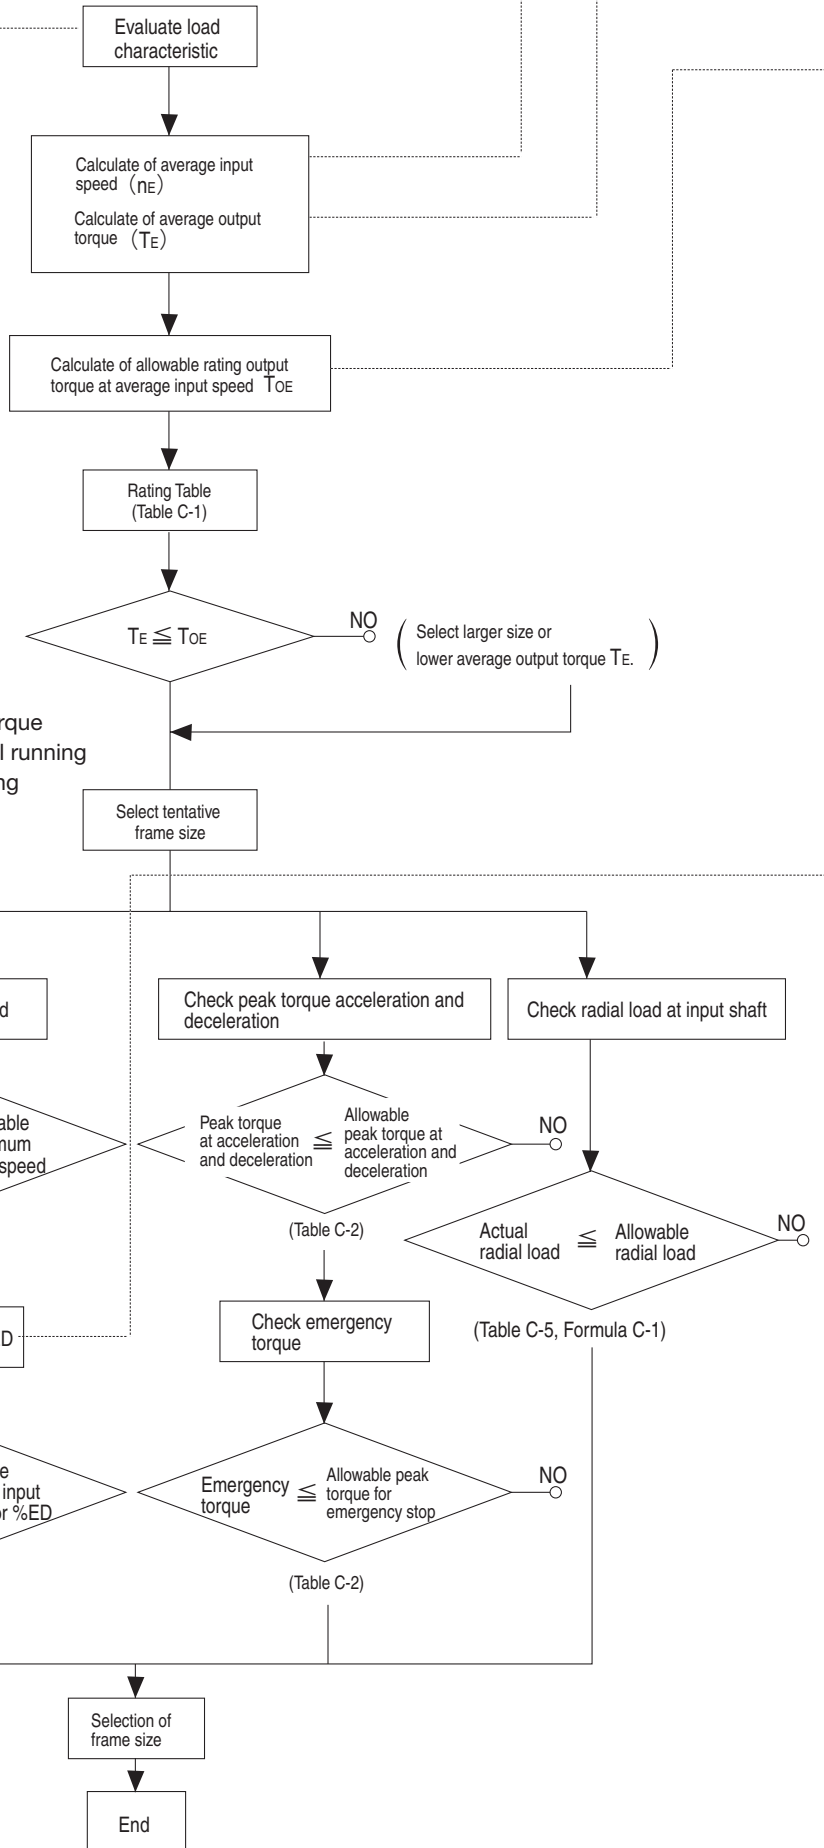 Evaluate load
characteristic
Calculate of average input
speed (nE)
Calculate of average output
torque (TE)
Calculate of allowable rating output
torque at average input speed TOE
Rating Table
(Table C-1)
TE ≦ TOE
NO
Select larger size or
lower average output torque TE.
rque
l running
ng
Select tentative
frame size
d
Check peak torque acceleration and
deceleration
Check radial load at input shaft
able
mum
speed
Peak torque
at acceleration
and deceleration
≦
Allowable
peak torque at
acceleration and
deceleration
NO
(Table C-2)
Actual
radial load
≦
Allowable
radial load
NO
(Table C-5, Formula C-1)
ED
Check emergency
torque
e
input
or %ED
Emergency
torque
≦
Allowable peak
torque for
emergency stop
NO
(Table C-2)
Selection of
frame size
End